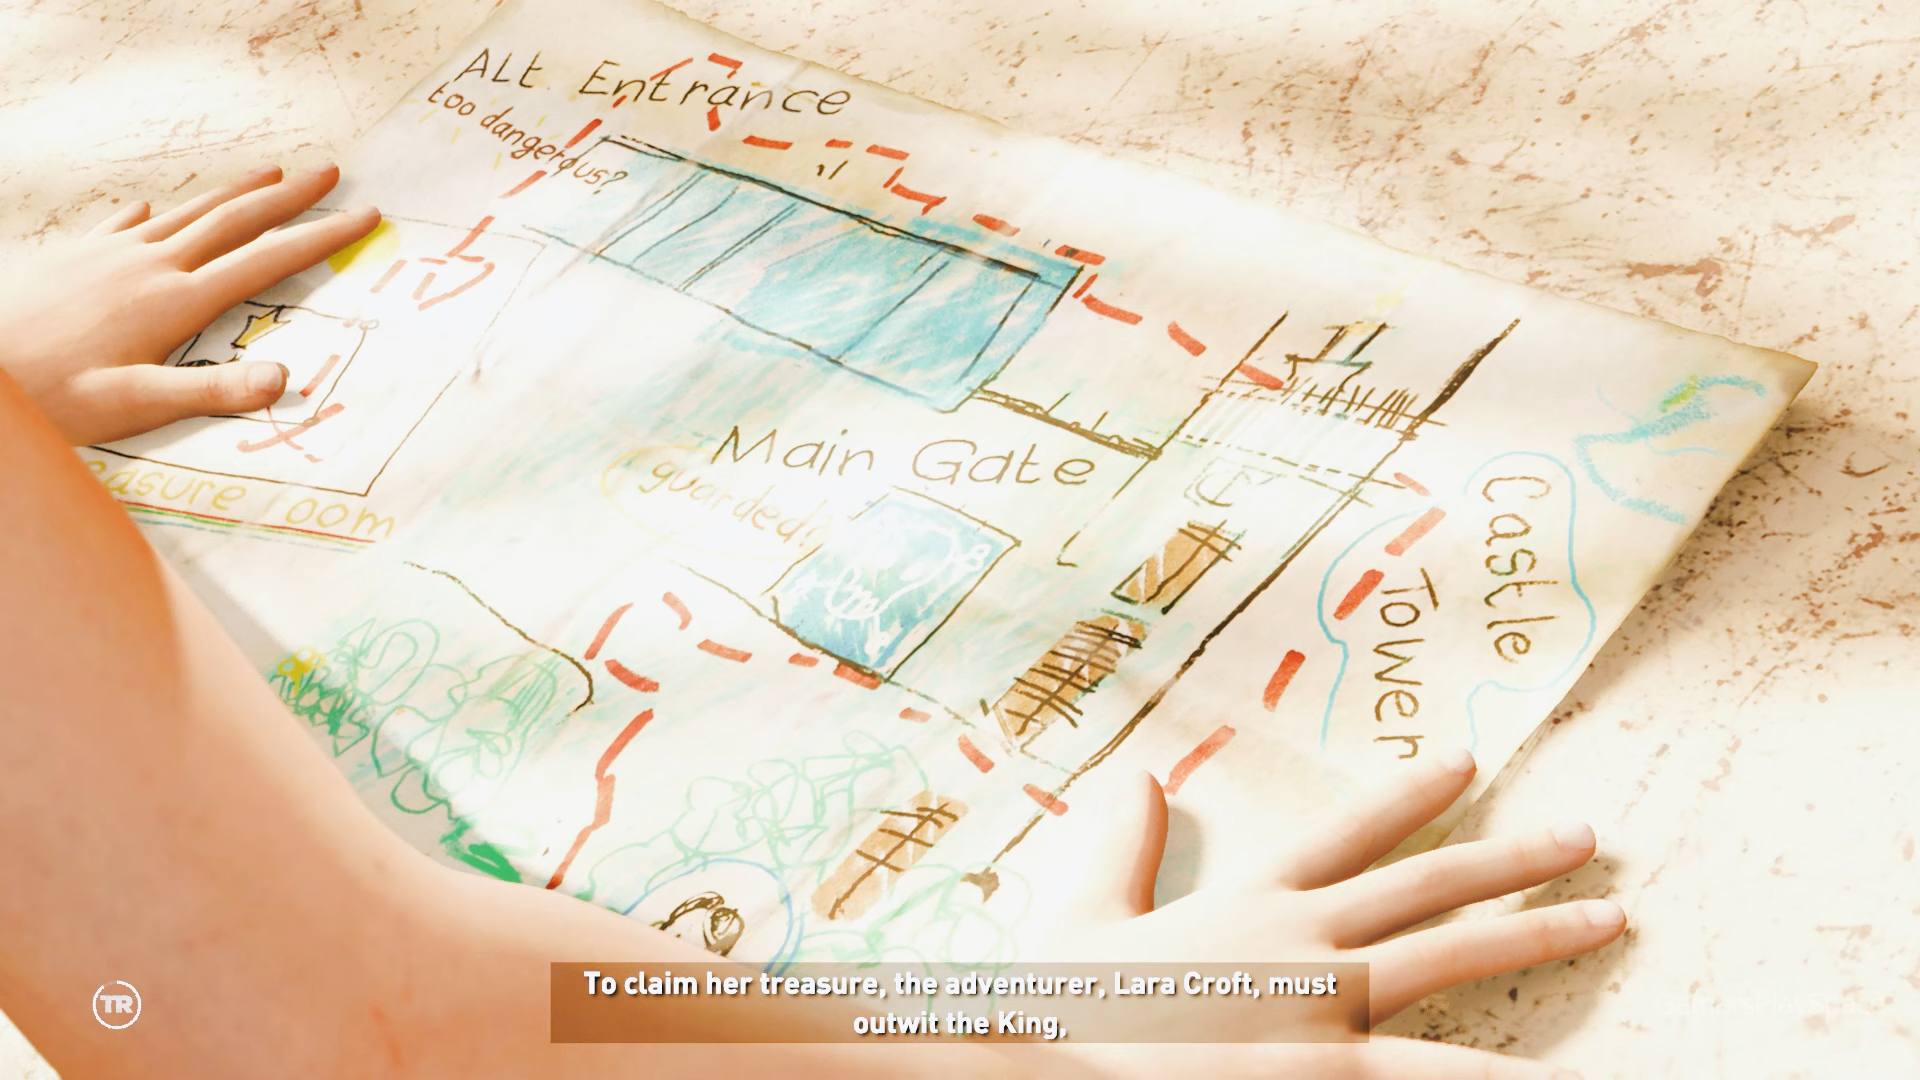 ALt. Entrance
too dangerous?
Main Gate
guarded?
Castle
Tower
easure room
To claim her treasure, the adventurer, Lara Croft, must
outwit the King,
TR